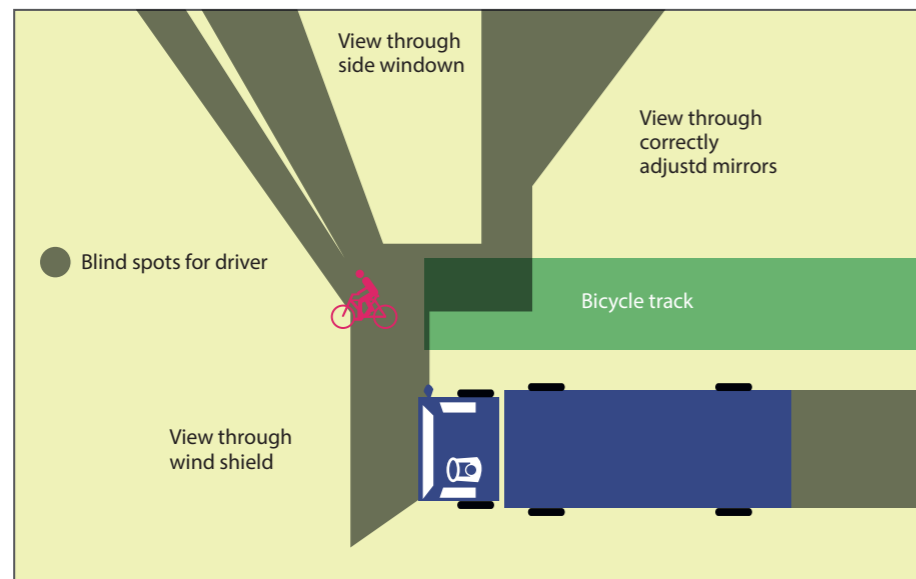 View through
side windown
View through
correctly
adjustd mirrors
Blind spots for driver
Bicycle track
View through
wind shield